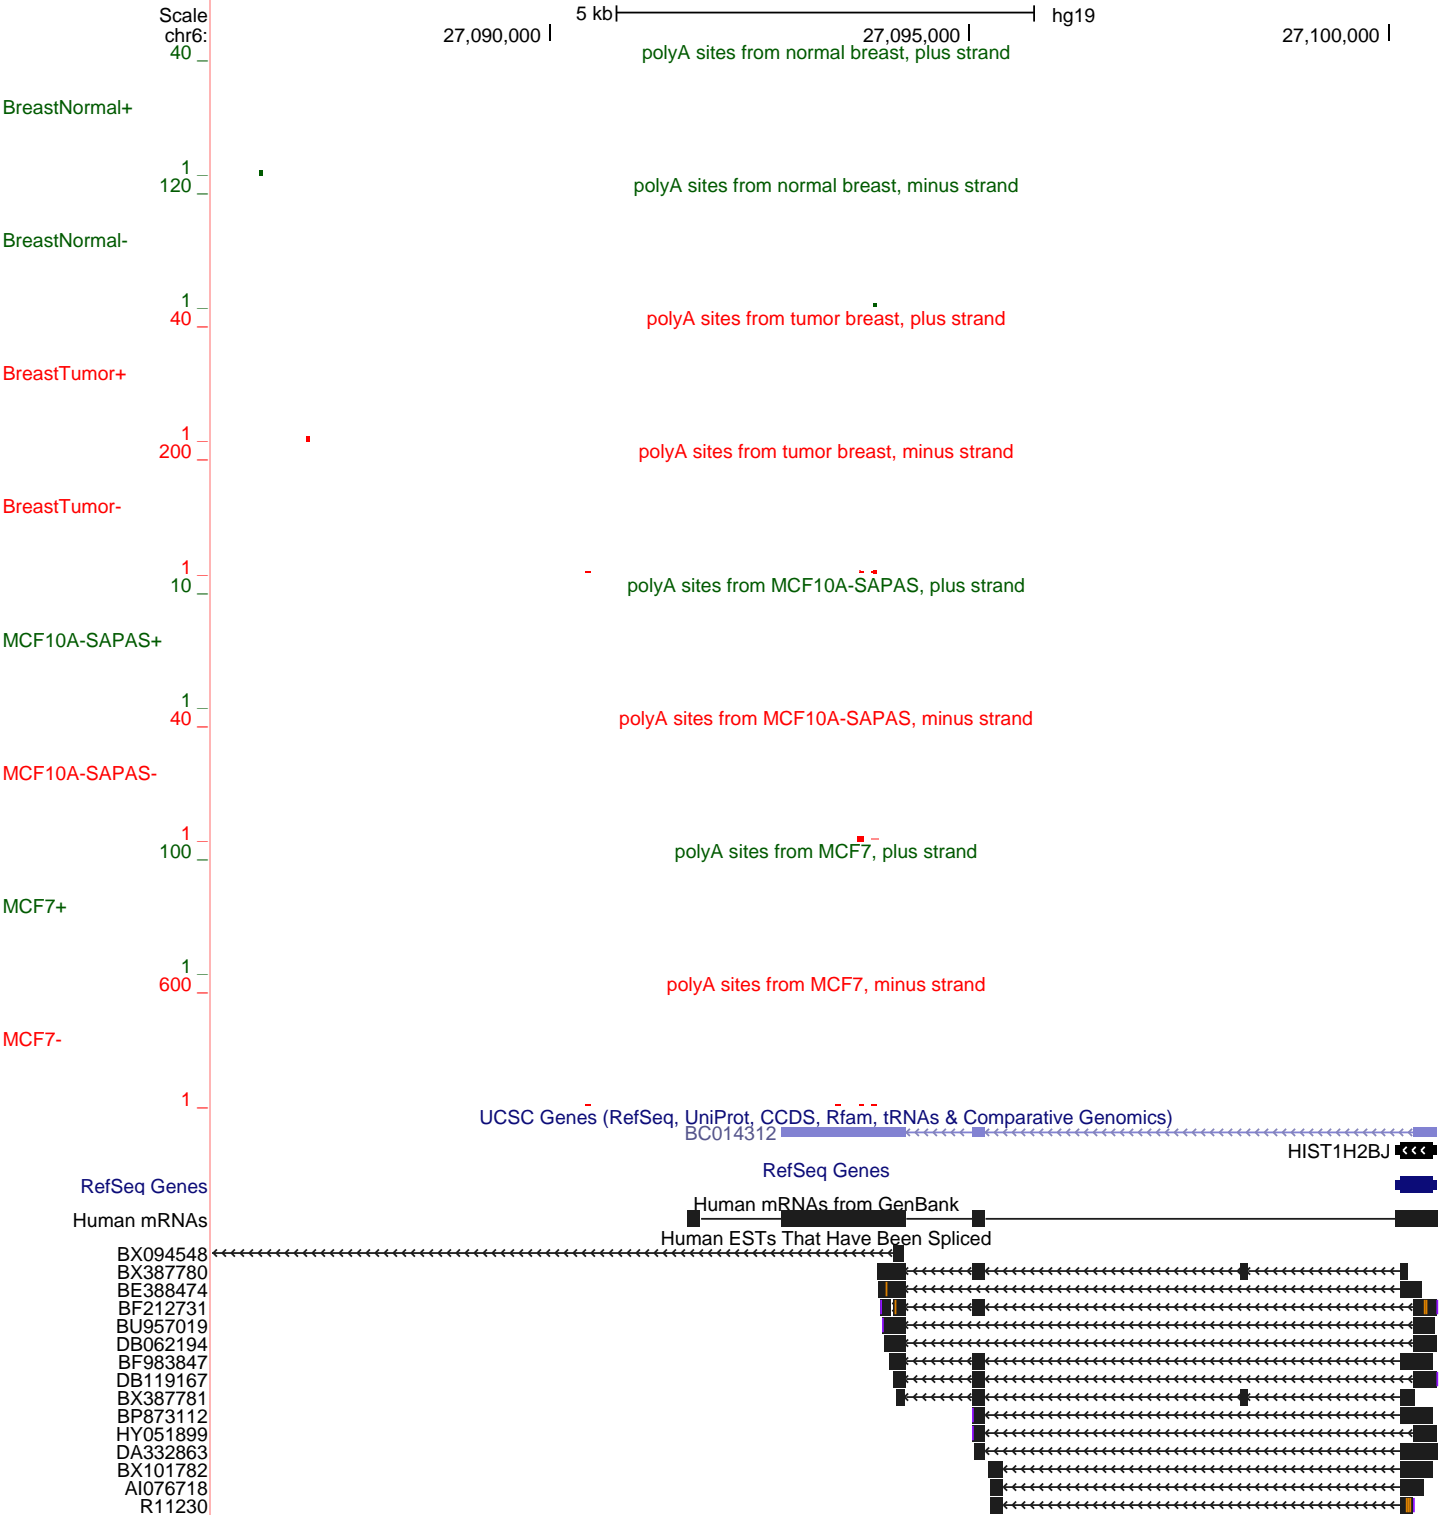 Scale 5 kb hg19
chr6: 27,090,000 27,095,000 27,100,000
40 polyA sites from normal breast, plus strand
BreastNormal+
1
120 polyA sites from normal breast, minus strand
BreastNormal-
1
40 polyA sites from tumor breast, plus strand
BreastTumor+
1
200 polyA sites from tumor breast, minus strand
BreastTumor-
1
10 polyA sites from MCF10A-SAPAS, plus strand
MCF10A-SAPAS+
1
40 polyA sites from MCF10A-SAPAS, minus strand
MCF10A-SAPAS-
1
100 polyA sites from MCF7, plus strand
MCF7+
1
600 polyA sites from MCF7, minus strand
MCF7-
1
UCSC Genes (RefSeq, UniProt, CCDS, Rfam, tRNAs & Comparative Genomics)
BC014312
HIST1H2BJ
RefSeq Genes
RefSeq Genes
Human mRNAs from GenBank
Human mRNAs
Human ESTs That Have Been Spliced
BX094548
BX387780
BE388474
BF212731
BU957019
DB062194
BF983847
DB119167
BX387781
BP873112
HY051899
DA332863
BX101782
AI076718
R11230